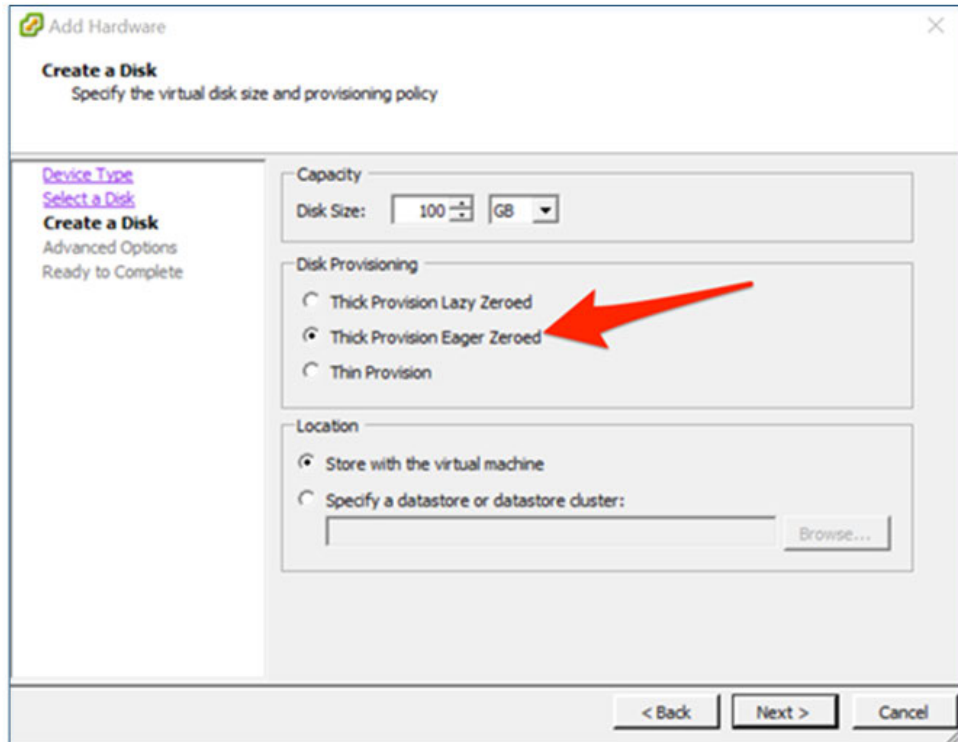 Add Hardware
Create a Disk
Specify the virtual disk size and provisioning policy
Device Type
Select a Disk
Create a Disk
Advanced Options
Ready to Complete
Capacity
Disk Size: 100 GB
Disk Provisioning
Thick Provision Lazy Zeroed
Thick Provision Eager Zeroed
Thin Provision
Location
Store with the virtual machine
Specify a datastore or datastore cluster:
Browse...
< Back Next > Cancel